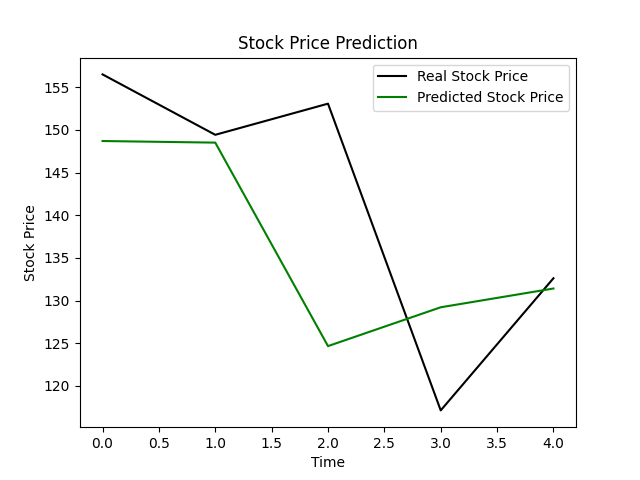 Stock Price Prediction
Real Stock Price
Predicted Stock Price
Stock Price
155
150
145
140
135
130
125
120
0.0 0.5 1.0 1.5 2.0 2.5 3.0 3.5 4.0
Time